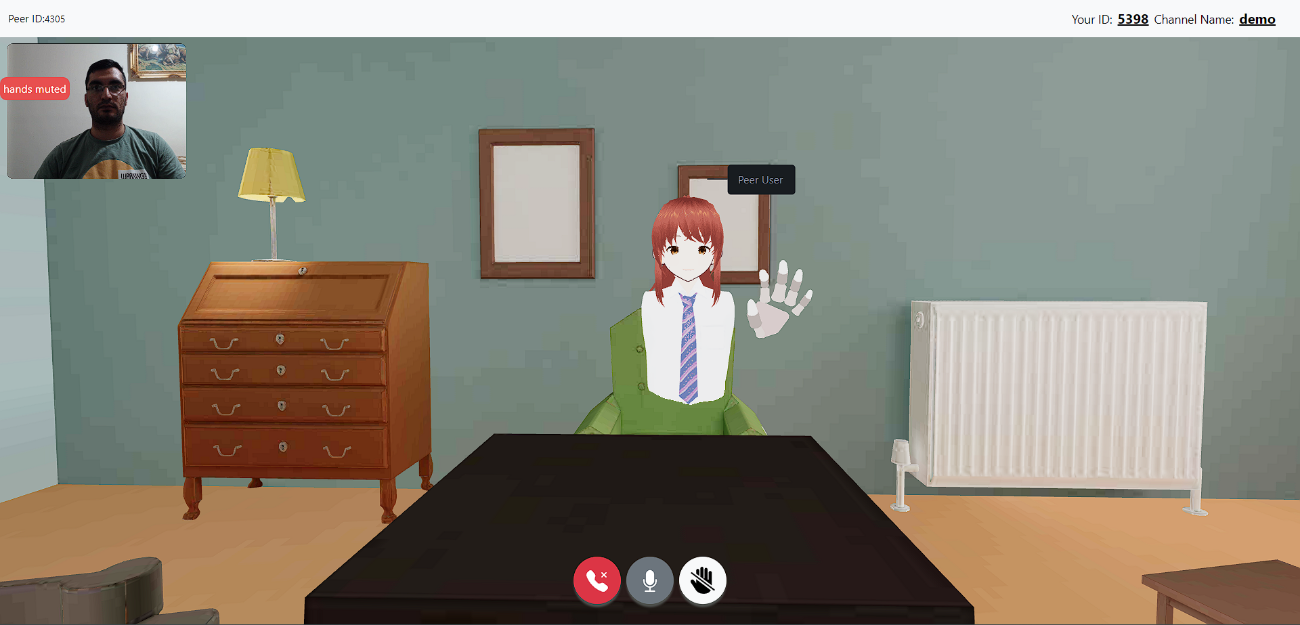 Peer ID:4305
Your ID: 5398 Channel Name: demo
hands muted
Peer User